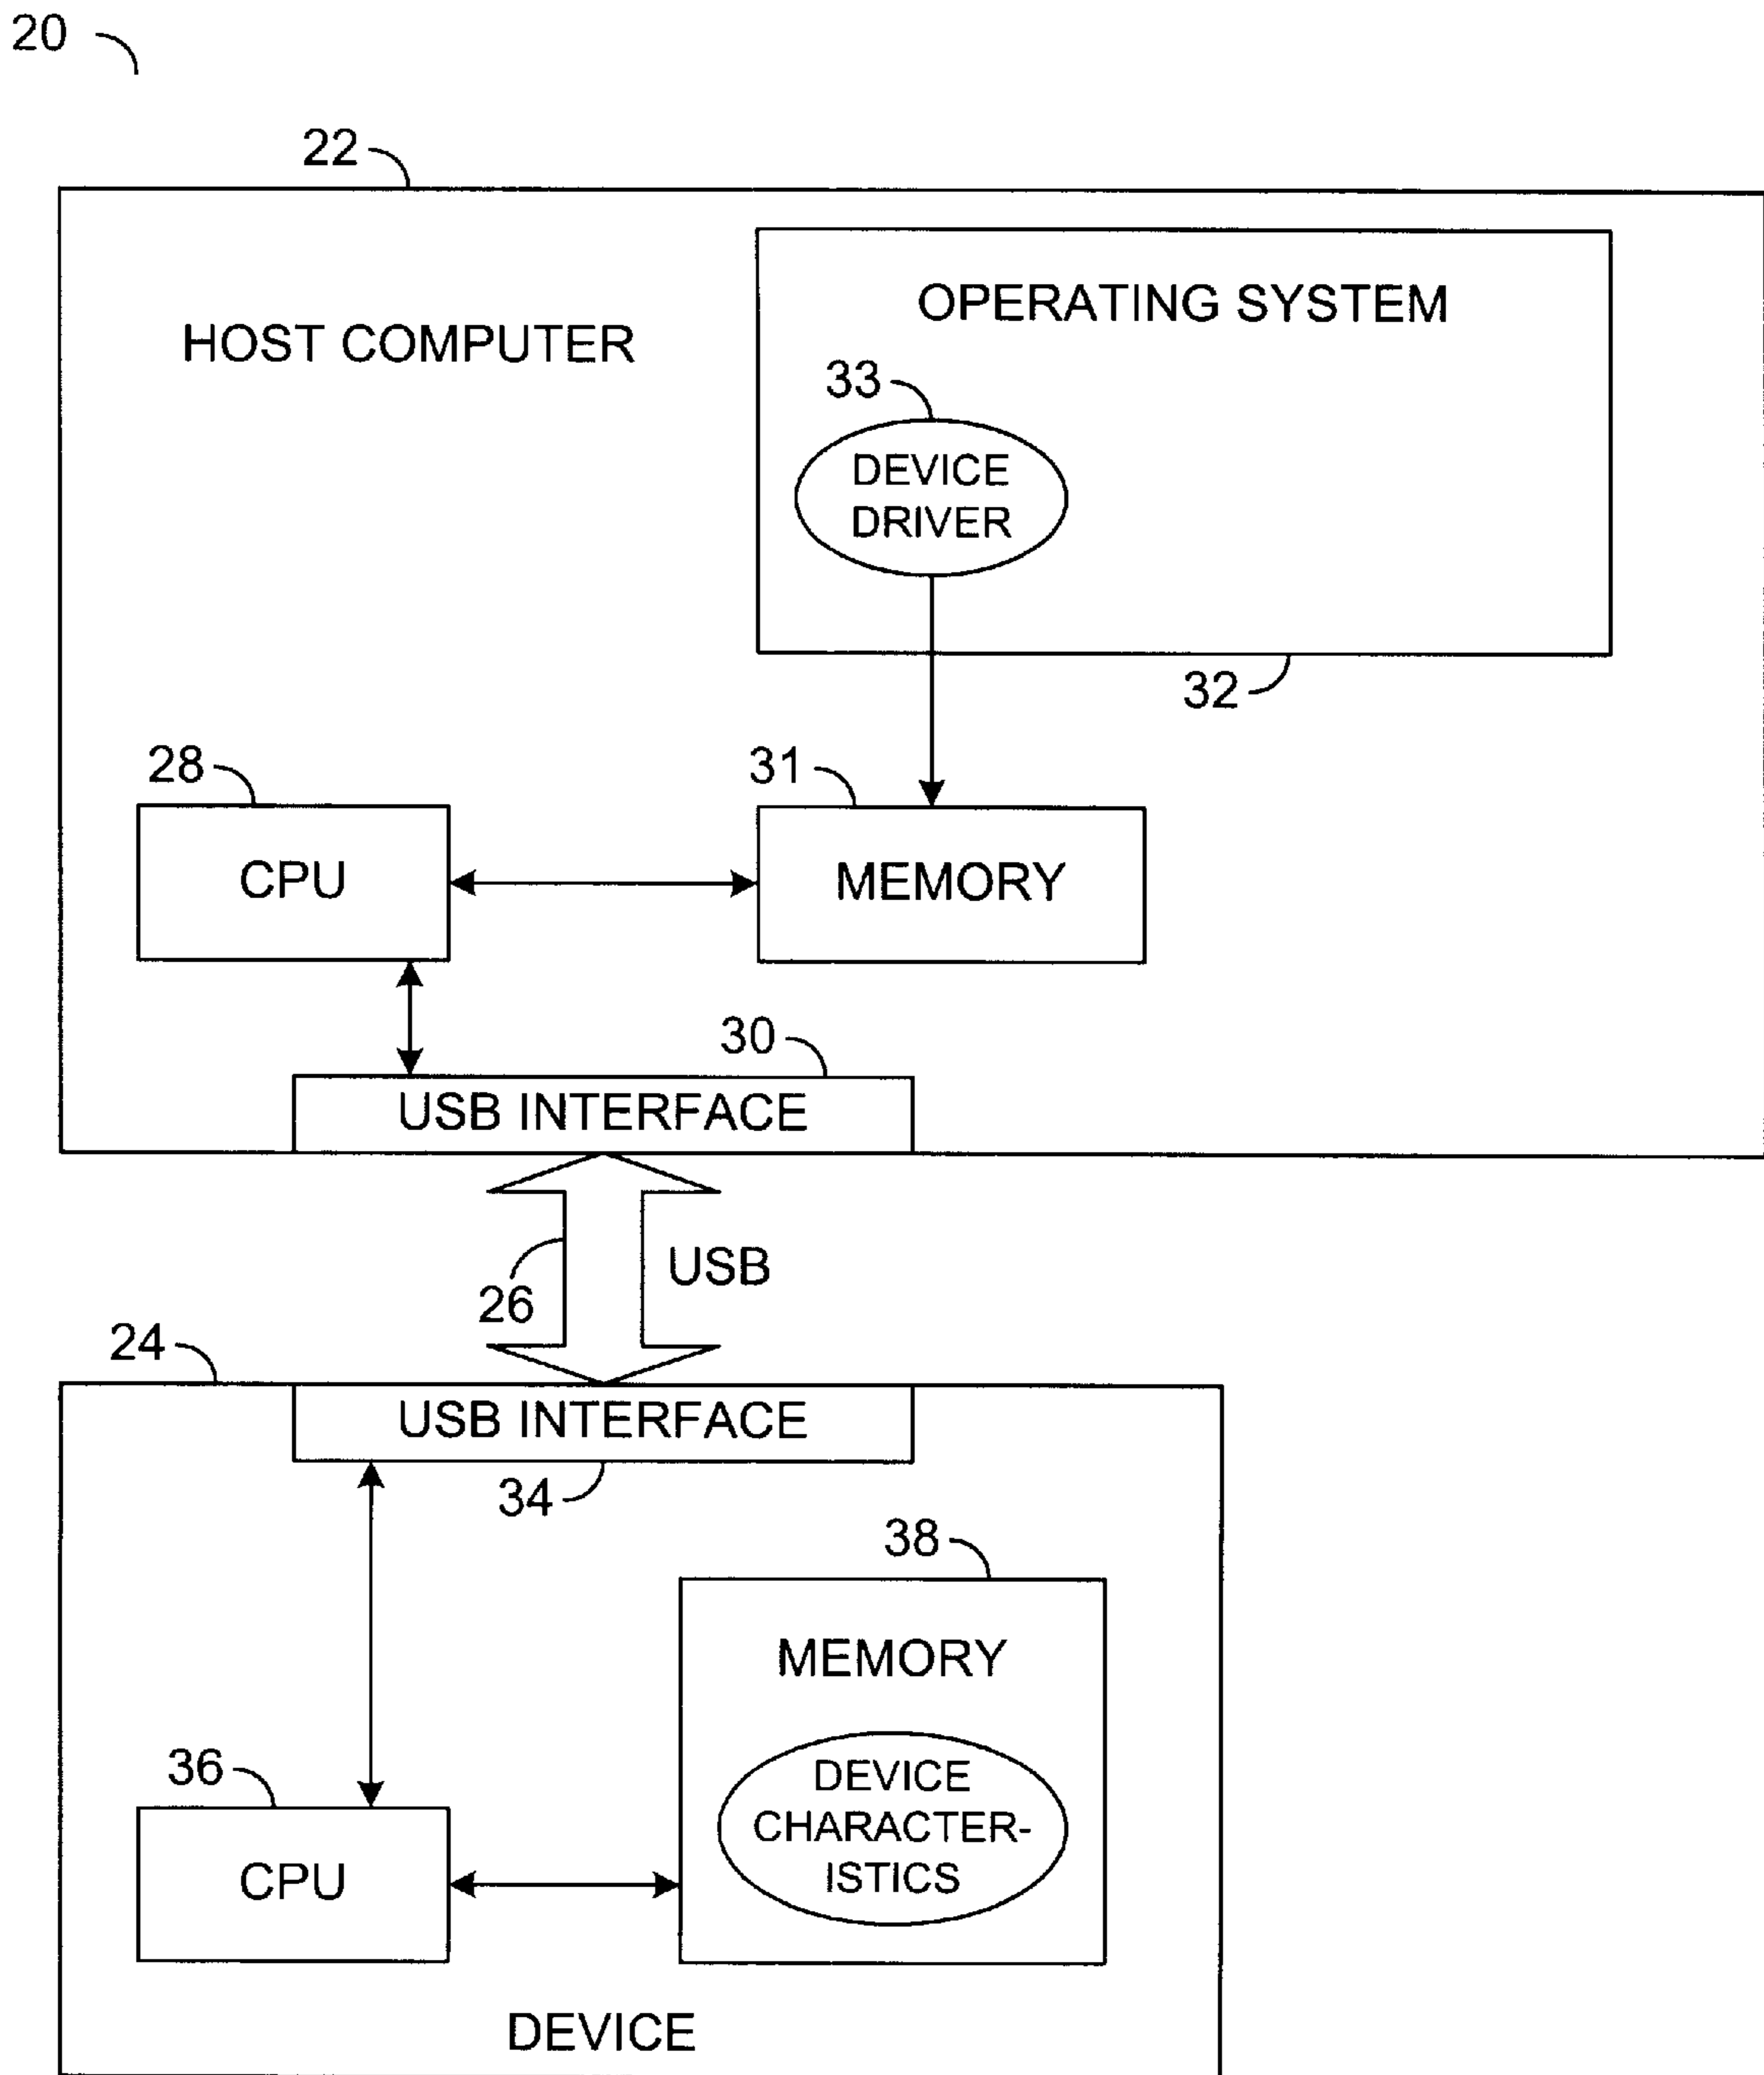 20
22
HOST COMPUTER
OPERATING SYSTEM
33
DEVICE
DRIVER
32
28
31
CPU
MEMORY
30
USB INTERFACE
26
USB
24
USB INTERFACE
34
38
MEMORY
DEVICE
CHARACTER-
ISTICS
36
CPU
DEVICE